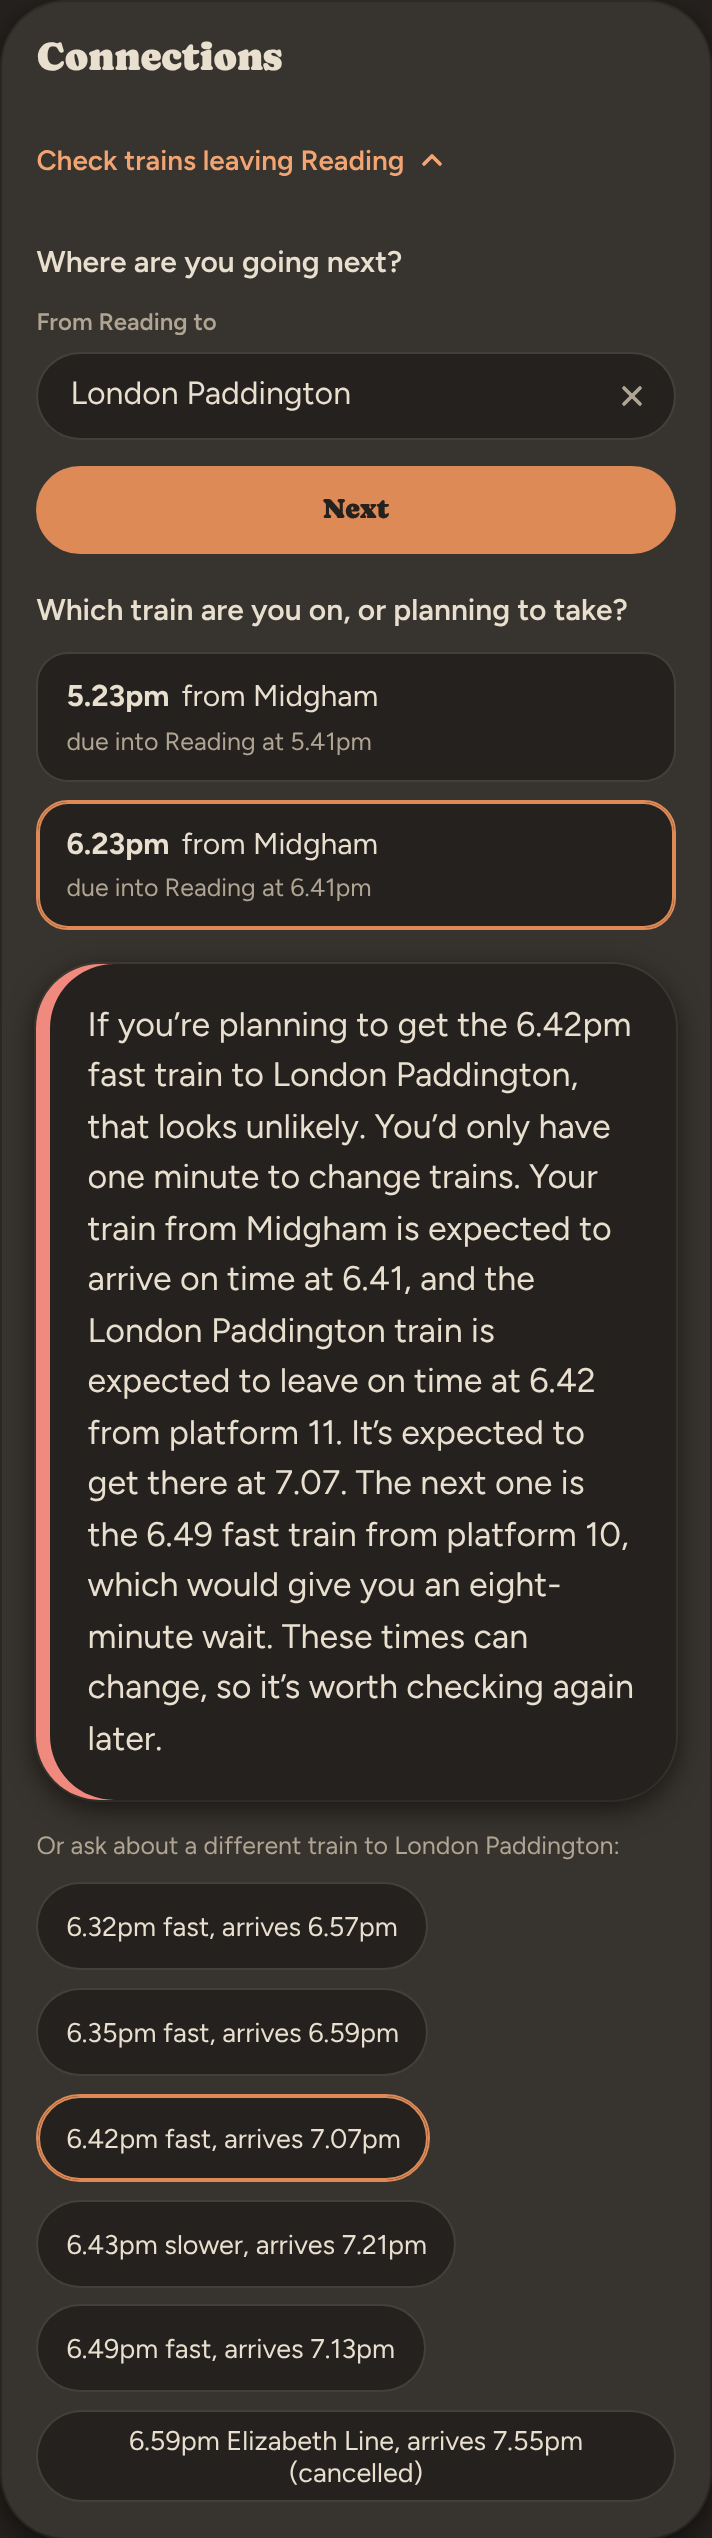 Connections
Check trains leaving Reading
Where are you going next?
From Reading to
London Paddington
Next
Which train are you on, or planning to take?
5.23pm from Midgham
due into Reading at 5.41pm
6.23pm from Midgham
due into Reading at 6.41pm
If you’re planning to get the 6.42pm
fast train to London Paddington,
that looks unlikely. You’d only have
one minute to change trains. Your
train from Midgham is expected to
arrive on time at 6.41, and the
London Paddington train is
expected to leave on time at 6.42
from platform 11. It’s expected to
get there at 7.07. The next one is
the 6.49 fast train from platform 10,
which would give you an eight-
minute wait. These times can
change, so it’s worth checking again
later.
Or ask about a different train to London Paddington:
6.32pm fast, arrives 6.57pm
6.35pm fast, arrives 6.59pm
6.42pm fast, arrives 7.07pm
6.43pm slower, arrives 7.21pm
6.49pm fast, arrives 7.13pm
6.59pm Elizabeth Line, arrives 7.55pm
(cancelled)